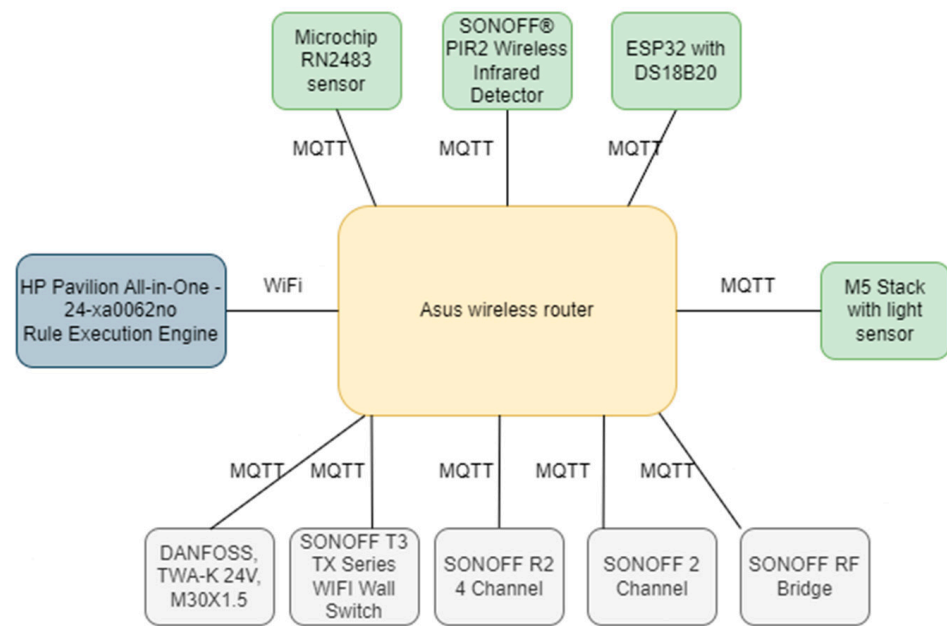 Microchip
RN2483
sensor
SONOFF®
PIR2 Wireless
Infrared
Detector
ESP32 with
DS18B20
MQTT
MQTT
MQTT
HP Pavilion All-in-One -
24-xa0062no
Rule Execution Engine
WiFi
Asus wireless router
MQTT
M5 Stack
with light
sensor
MQTT
MQTT
MQTT
MQTT
MQTT
DANFOSS,
TWA-K 24V,
M30X1.5
SONOFF T3
TX Series
WIFI Wall
Switch
SONOFF R2
4 Channel
SONOFF 2
Channel
SONOFF RF
Bridge